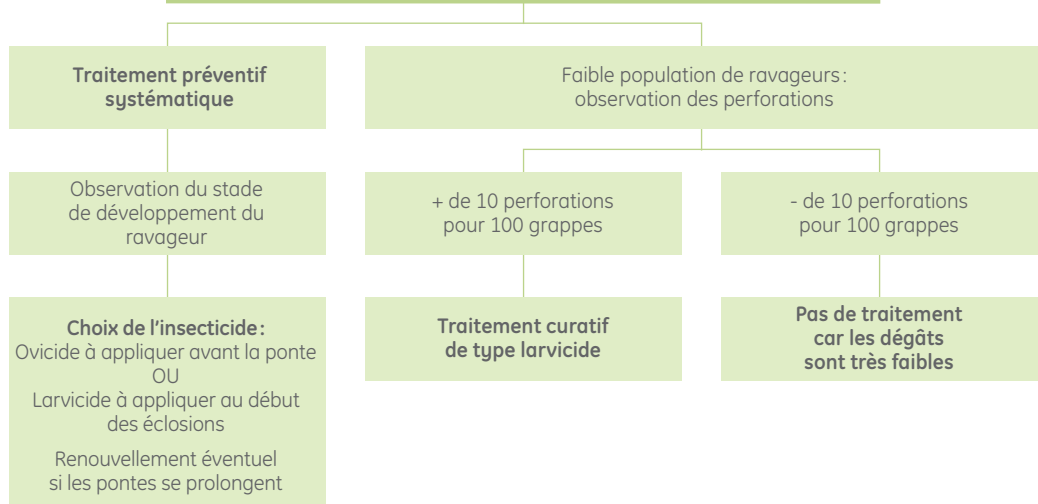 Traitement préventif
systématique
Faible population de ravageurs :
observation des perforations
Observation du stade
de développement du
ravageur
+ de 10 perforations
pour 100 grappes
- de 10 perforations
pour 100 grappes
Choix de l'insecticide :
Ovicide à appliquer avant la ponte
OU
Larvicide à appliquer au début
des éclosions
Renouvellement éventuel
si les pontes se prolongent
Traitement curatif
de type larvicide
Pas de traitement
car les dégâts
sont très faibles